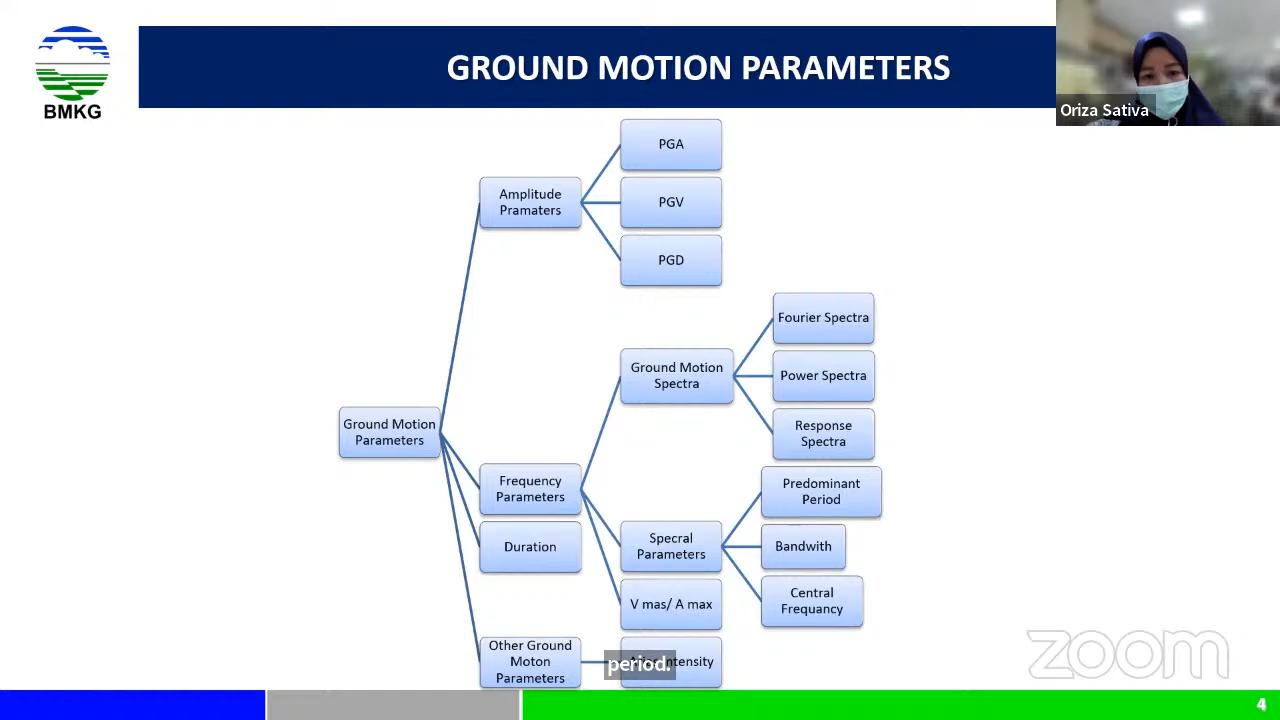 GROUND MOTION PARAMETERS
BMKG
Oriza Sativa
PGA
Amplitude
Pramaters
PGV
PGD
Fourier Spectra
Ground Motion
Spectra
Power Spectra
Response
Spectra
Ground Motion
Parameters
Frequency
Parameters
Predominant
Period
Duration
Specral
Parameters
Bandwith
V mas/ A max
Central
Frequancy
Other Ground
Moton
Parameters
ntensity
period.
zoom
4